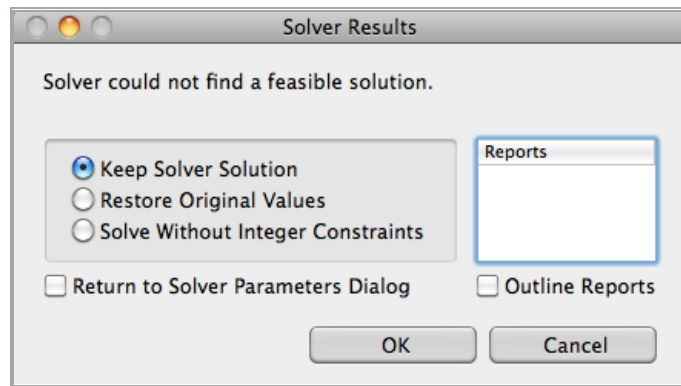 Solver Results
Solver could not find a feasible solution.
Keep Solver Solution
Restore Original Values
Solve Without Integer Constraints
Reports
Return to Solver Parameters Dialog
Outline Reports
OK
Cancel